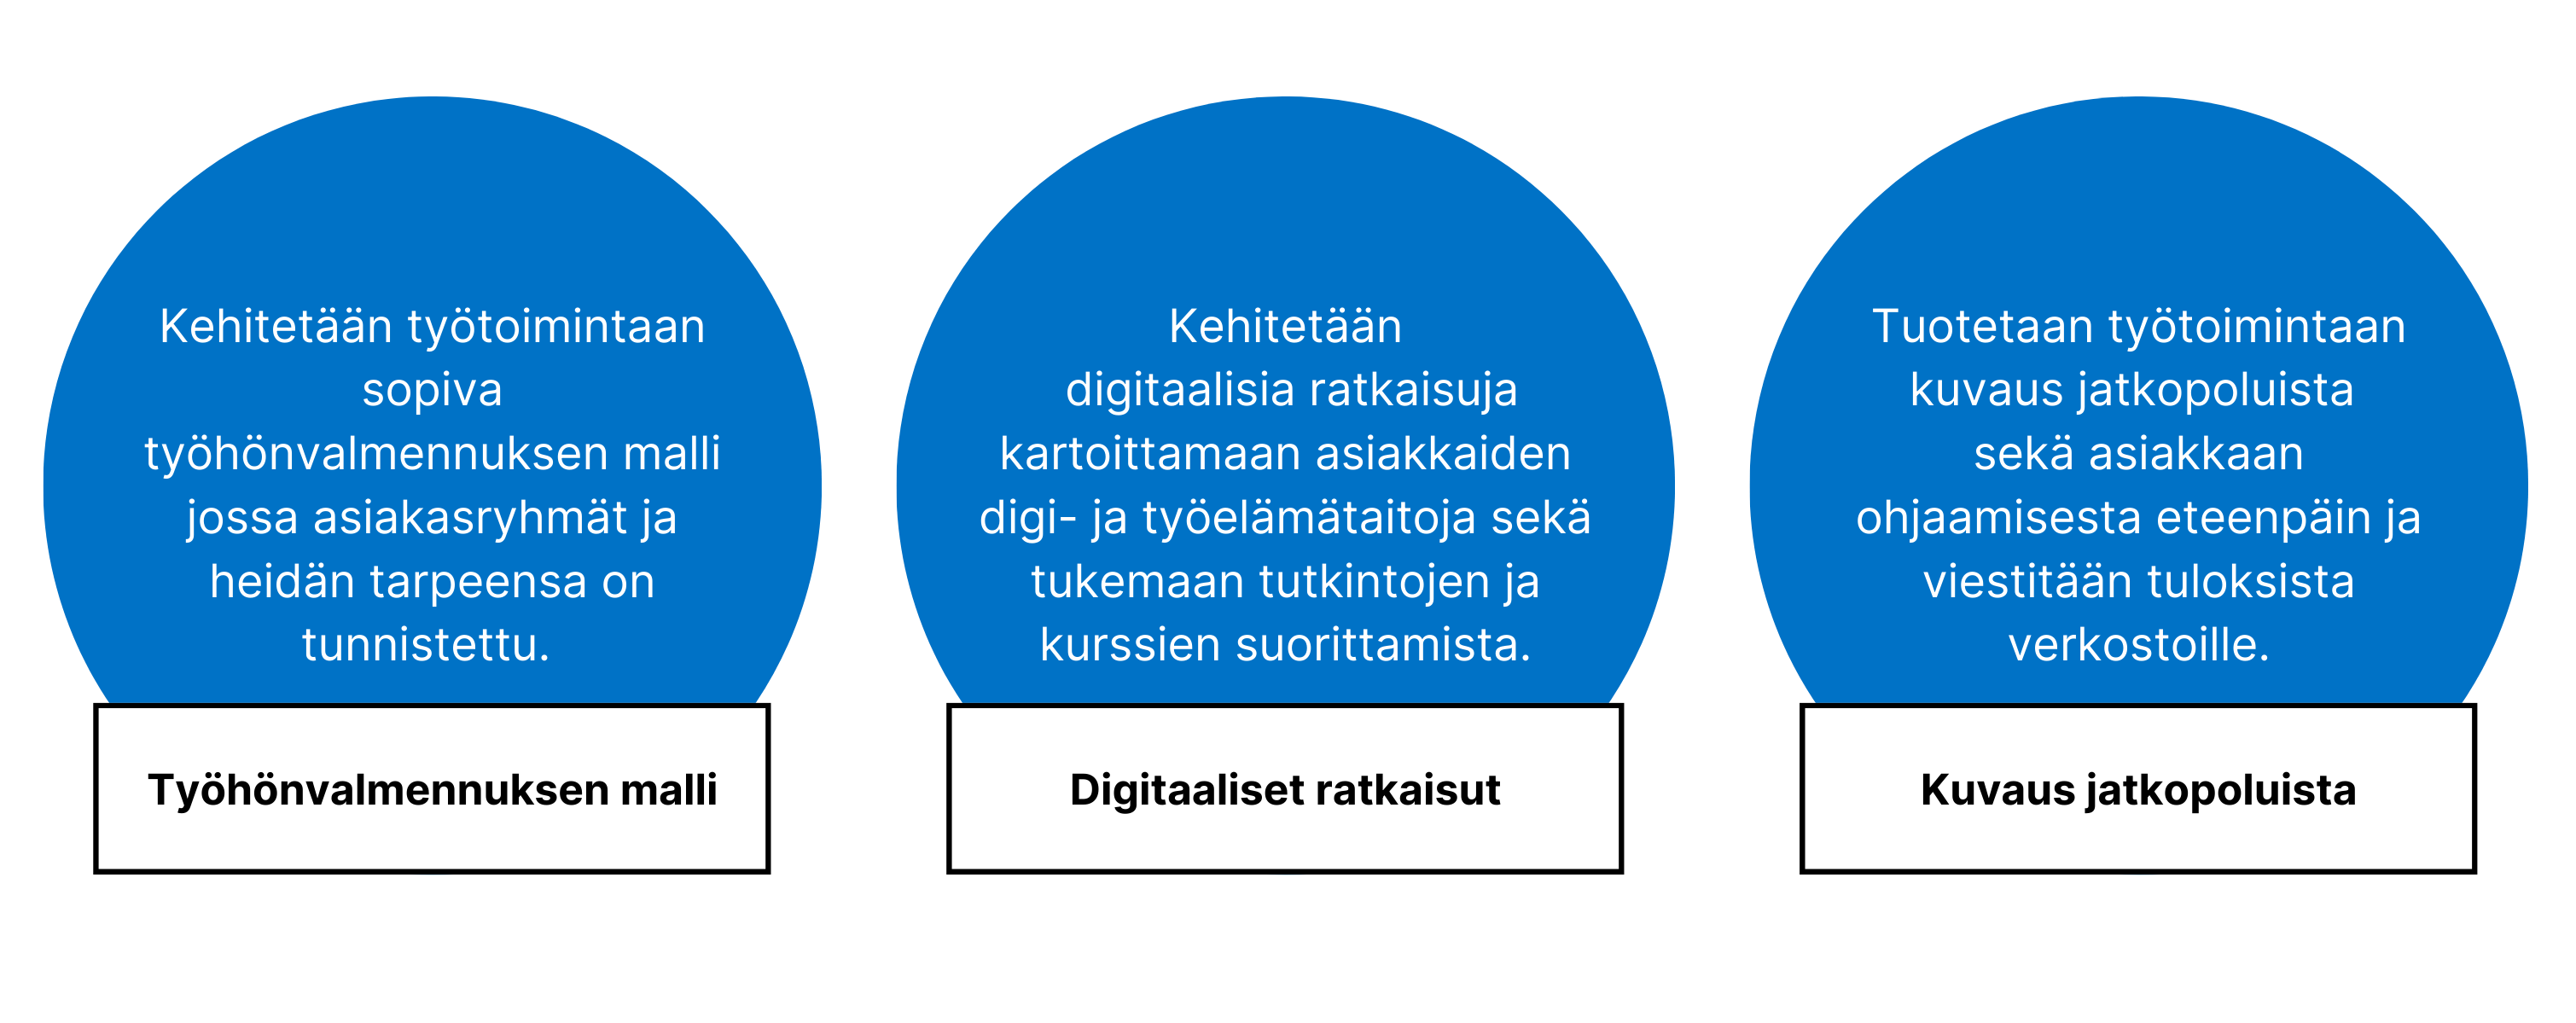 Kehitetään työtoimintaan
sopiva
työhönvalmennuksen malli
jossa asiakasryhmät ja
heidän tarpeensa on
tunnistettu.
Työhönvalmennuksen malli
Kehitetään
digitaalisia ratkaisuja
kartoittamaan asiakkaiden
digi- ja työelämätaitoja sekä
tukemaan tutkintojen ja
kurssien suorittamista.
Digitaaliset ratkaisut
Tuotetaan työtoimintaan
kuvaus jatkopoluista
sekä asiakkaan
ohjaamisesta eteenpäin ja
viestitään tuloksista
verkostoille.
Kuvaus jatkopoluista